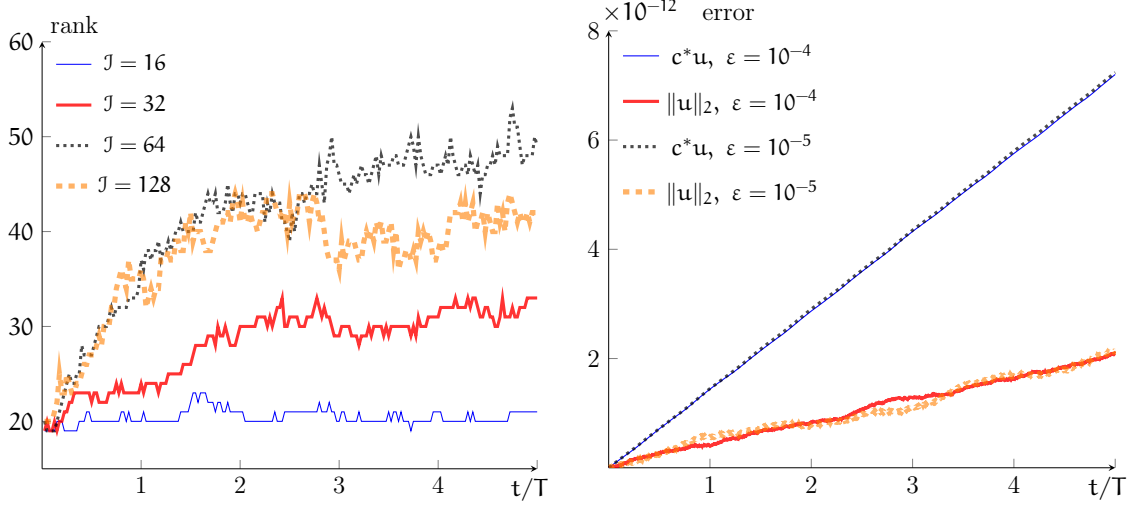 rank
60
50
40
30
20
ℐ = 16
ℐ = 32
ℐ = 64
ℐ = 128
1
2
3
4
t/T
×10⁻¹² error
8
6
4
2
c*u, ε = 10⁻⁴
‖u‖₂, ε = 10⁻⁴
c*u, ε = 10⁻⁵
‖u‖₂, ε = 10⁻⁵
1
2
3
4
t/T